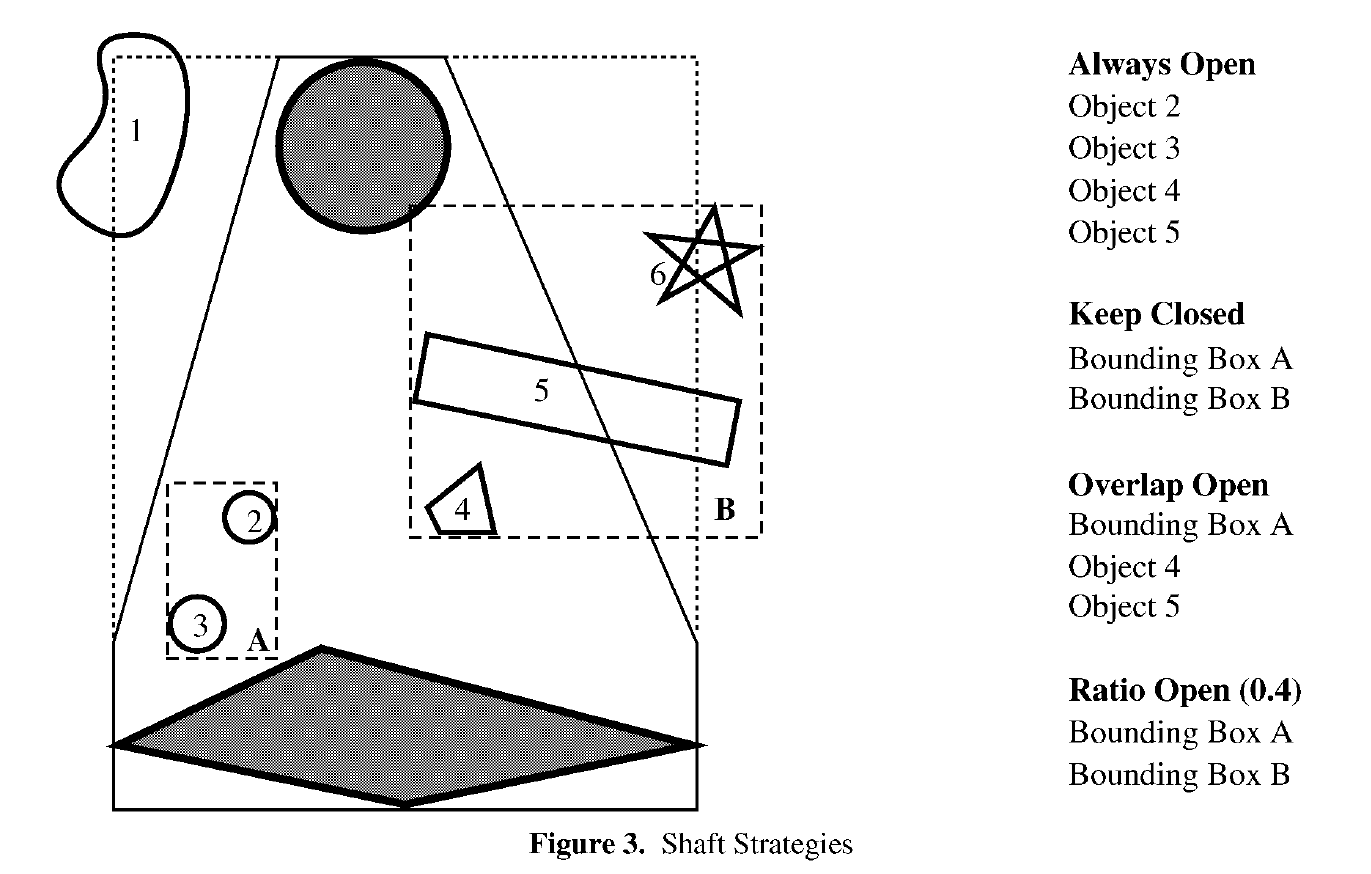 1
6
5
4
B
2
3
A
Always Open
Object 2
Object 3
Object 4
Object 5
Keep Closed
Bounding Box A
Bounding Box B
Overlap Open
Bounding Box A
Object 4
Object 5
Ratio Open (0.4)
Bounding Box A
Bounding Box B
Figure 3. Shaft Strategies